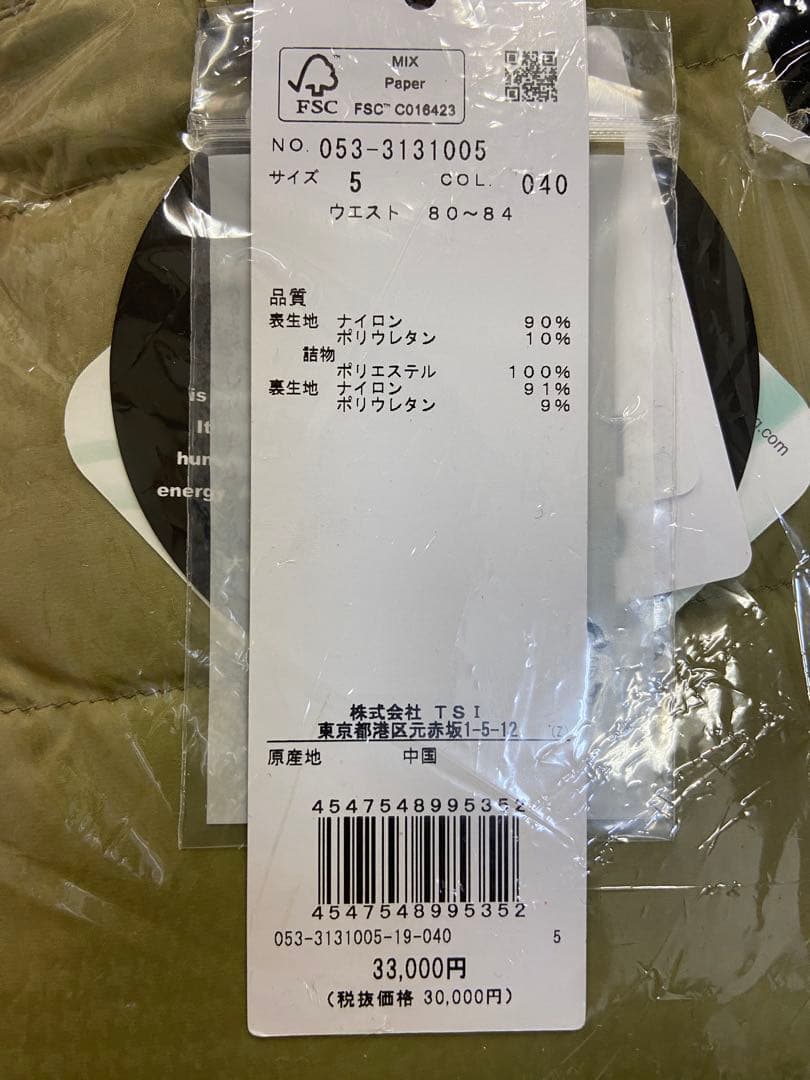 MIX
Paper
FSC™ C016423
FSC
NO. 053-3131005
サイズ 5 COL. 040
ウエスト 80～84
品質
表生地 ナイロン 90%
ポリウレタン 10%
詰物
ポリエステル 100%
裏生地 ナイロン 91%
ポリウレタン 9%
is
It
energy
.com
株式会社 TSI
東京都港区元赤坂1-5-12 (Z)
原産地 中国
4547548995352
4547548995352
053-3131005-19-040 5
33,000円
(税抜価格 30,000円)